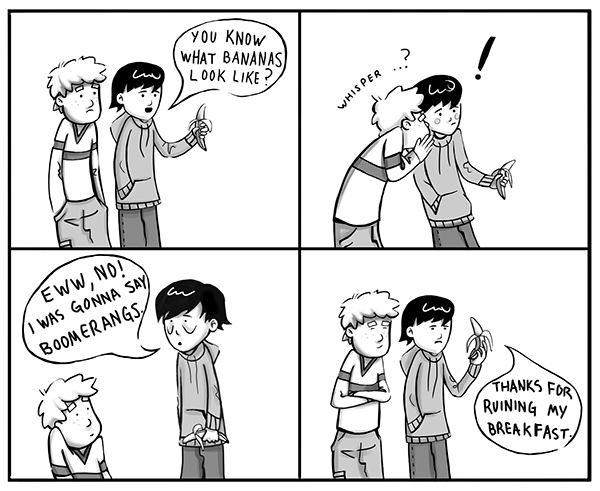 YOU KNOW
WHAT BANANAS
LOOK LIKE?
WHISPER ...?
!
EWW, NO!
I WAS GONNA SAY
BOOMERANGS.
THANKS FOR
RUINING MY
BREAKFAST.